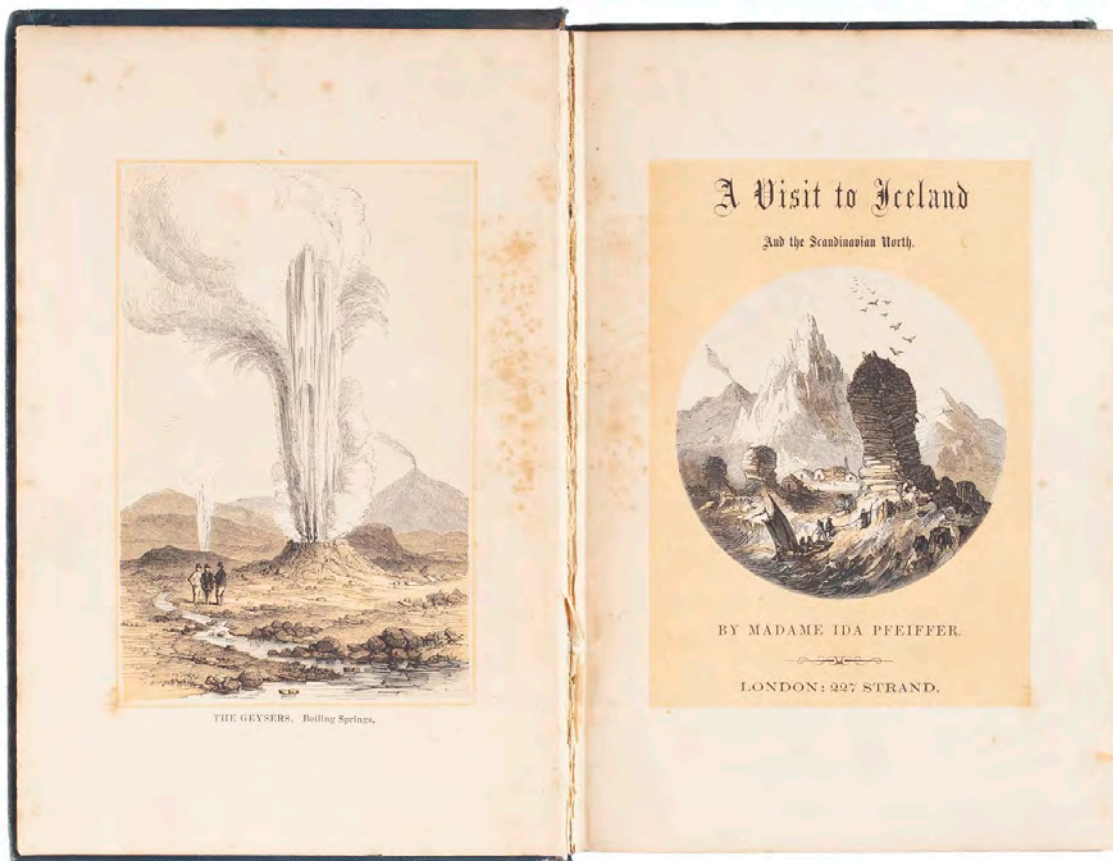 THE GEYSERS. Boiling Springs.
A Visit to Iceland
And the Scandinavian North.
BY MADAME IDA PFEIFFER.
LONDON: 227 STRAND.